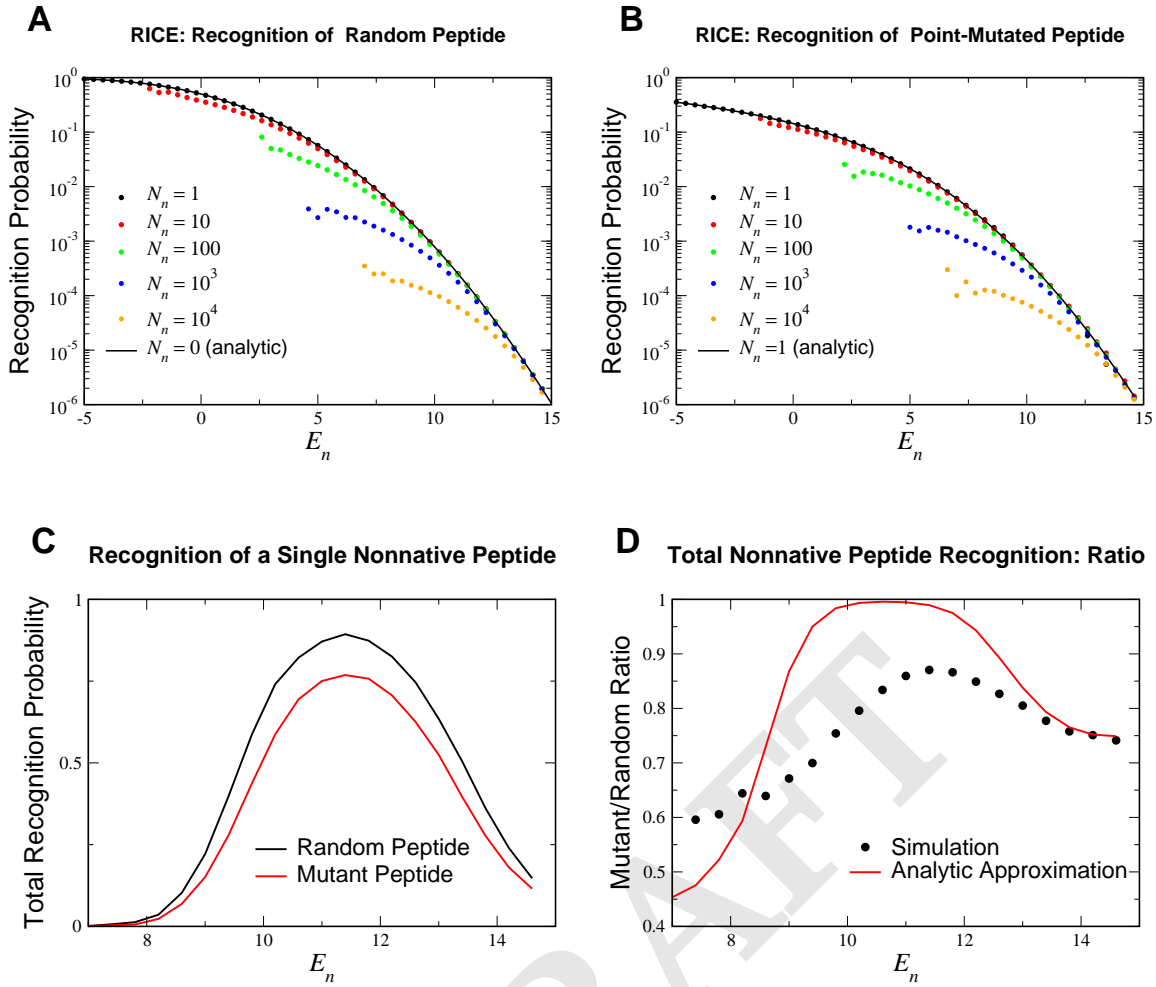 A
RICE: Recognition of Random Peptide
Recognition Probability
10^0
10^-1
10^-2
10^-3
10^-4
10^-5
10^-6
N_n = 1
N_n = 10
N_n = 100
N_n = 10^3
N_n = 10^4
N_n = 0 (analytic)
-5 0 5 10 15
E_n
B
RICE: Recognition of Point-Mutated Peptide
Recognition Probability
10^0
10^-1
10^-2
10^-3
10^-4
10^-5
10^-6
N_n = 1
N_n = 10
N_n = 100
N_n = 10^3
N_n = 10^4
N_n =1 (analytic)
-5 0 5 10 15
E_n
C
Recognition of a Single Nonnative Peptide
Total Recognition Probability
1
0.5
0
Random Peptide
Mutant Peptide
8 10 12 14
E_n
D
Total Nonnative Peptide Recognition: Ratio
Mutant/Random Ratio
1
0.9
0.8
0.7
0.6
0.5
0.4
Simulation
Analytic Approximation
8 10 12 14
E_n
RAFT